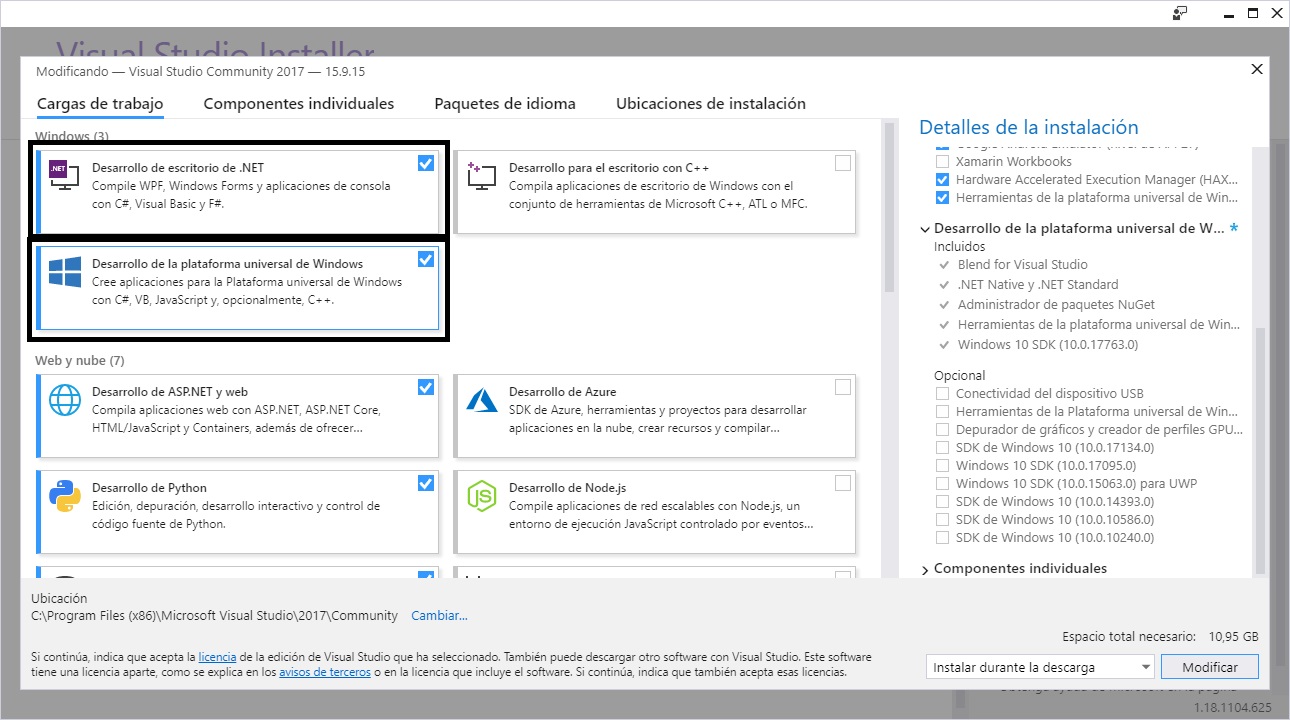 Visual Studio Installer
Modificando — Visual Studio Community 2017 — 15.9.15
Cargas de trabajo
Componentes individuales
Paquetes de idioma
Ubicaciones de instalación
Windows (3)
.NET
Desarrollo de escritorio de .NET
Compile WPF, Windows Forms y aplicaciones de consola
con C#, Visual Basic y F#.
Desarrollo para el escritorio con C++
Compila aplicaciones de escritorio de Windows con el
conjunto de herramientas de Microsoft C++, ATL o MFC.
Desarrollo de la plataforma universal de Windows
Cree aplicaciones para la Plataforma universal de Windows
con C#, VB, JavaScript y, opcionalmente, C++.
Web y nube (7)
Desarrollo de ASP.NET y web
Compila aplicaciones web con ASP.NET, ASP.NET Core,
HTML/JavaScript y Containers, además de ofrecer...
Desarrollo de Azure
SDK de Azure, herramientas y proyectos para desarrollar
aplicaciones en la nube, crear recursos y compilar...
Desarrollo de Python
Edición, depuración, desarrollo interactivo y control de
código fuente de Python.
JS
Desarrollo de Node.js
Compile aplicaciones de red escalables con Node.js, un
entorno de ejecución JavaScript controlado por eventos...
Detalles de la instalación
Xamarin Workbooks
Hardware Accelerated Execution Manager (HAX...
Herramientas de la plataforma universal de Win...
Desarrollo de la plataforma universal de W... *
Incluidos
Blend for Visual Studio
.NET Native y .NET Standard
Administrador de paquetes NuGet
Herramientas de la plataforma universal de Win...
Windows 10 SDK (10.0.17763.0)
Opcional
Conectividad del dispositivo USB
Herramientas de la Plataforma universal de Win...
Depurador de gráficos y creador de perfiles GPU...
SDK de Windows 10 (10.0.17134.0)
Windows 10 SDK (10.0.17095.0)
Windows 10 SDK (10.0.15063.0) para UWP
SDK de Windows 10 (10.0.14393.0)
SDK de Windows 10 (10.0.10586.0)
SDK de Windows 10 (10.0.10240.0)
Componentes individuales
Ubicación
C:\Program Files (x86)\Microsoft Visual Studio\2017\Community
Cambiar...
Espacio total necesario: 10,95 GB
Si continúa, indica que acepta la licencia de la edición de Visual Studio que ha seleccionado. También puede descargar otro software con Visual Studio. Este software
tiene una licencia aparte, como se explica en los avisos de terceros o en la licencia que incluye el software. Si continúa, indica que también acepta esas licencias.
Instalar durante la descarga
Modificar
1.18.1104.625